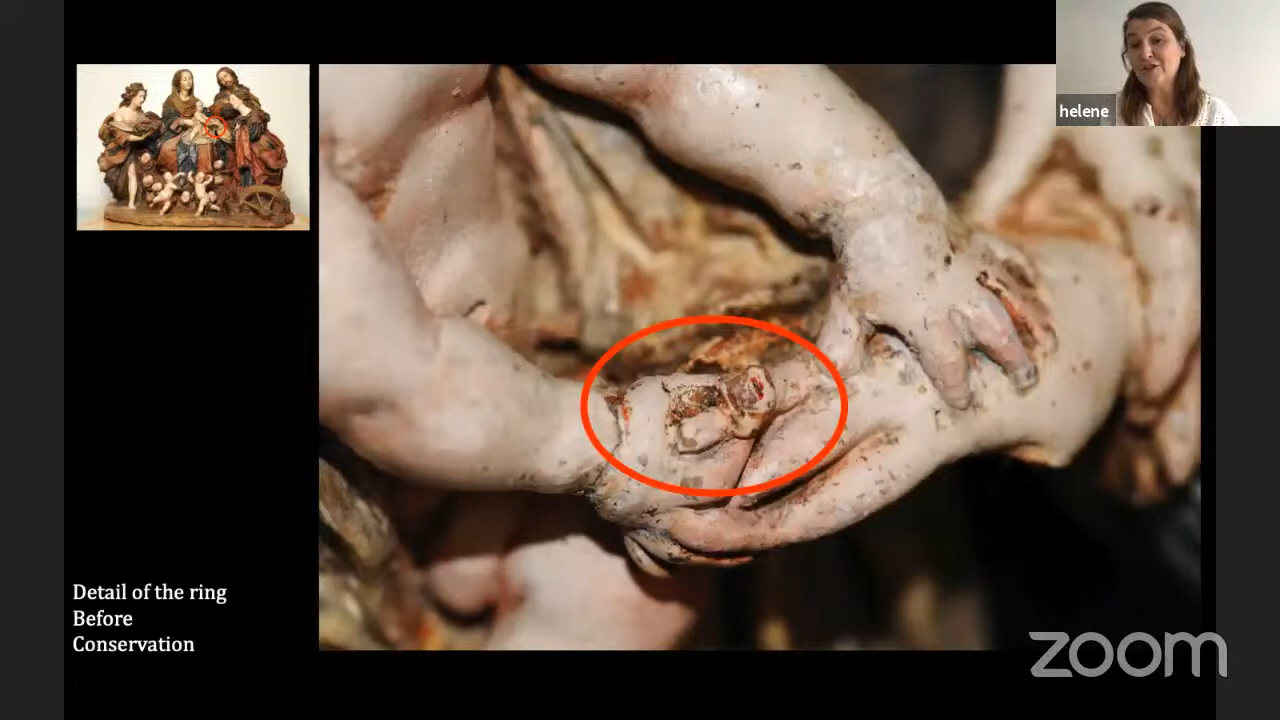 helene
Detail of the ring
Before
Conservation
zoom